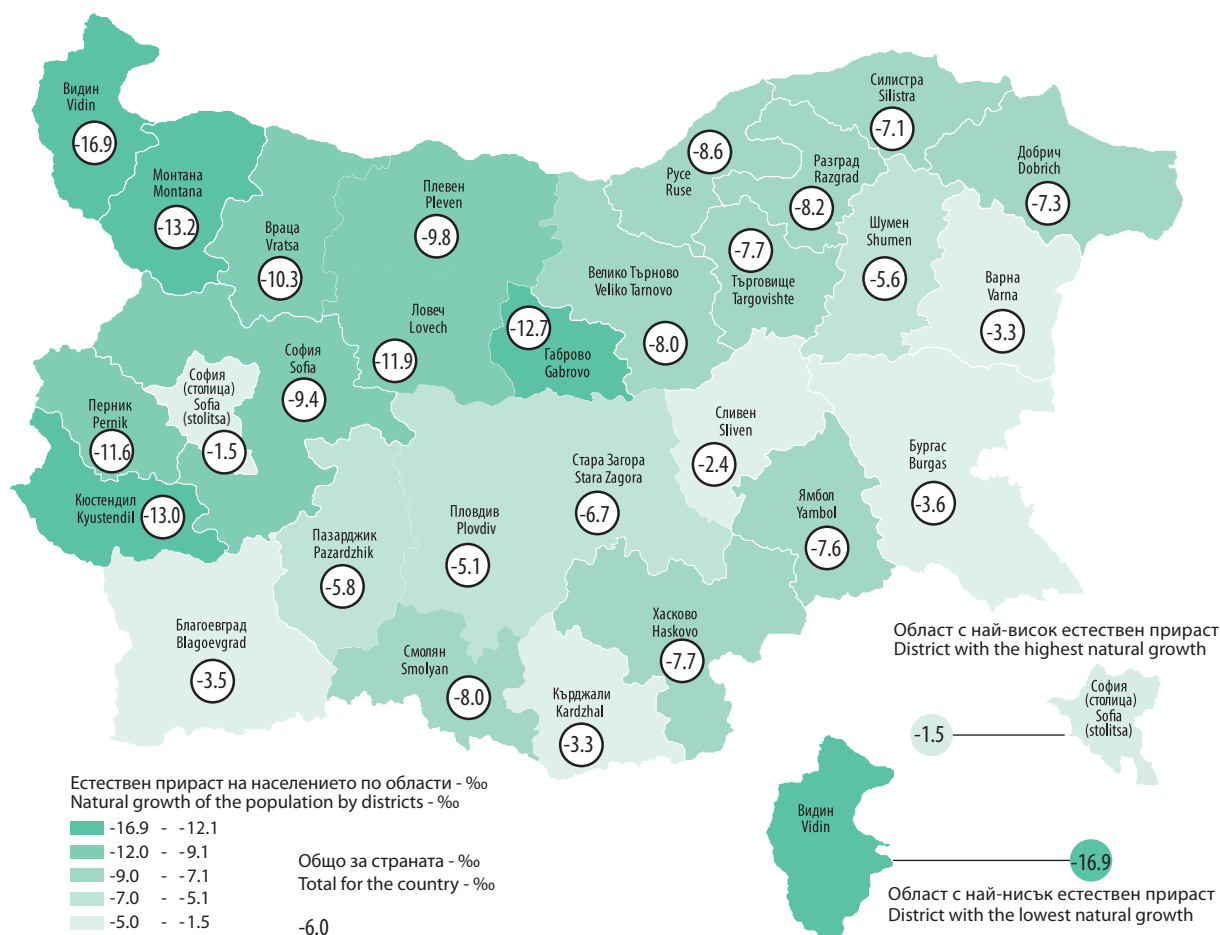 Видин
Vidin
-16.9
Монтана
Montana
-13.2
Враца
Vratsa
-10.3
Плевен
Pleven
-9.8
Ловеч
Lovech
-11.9
-12.7
Габрово
Gabrovo
Велико Търново
Veliko Tarnovo
-8.0
-8.6
Русе
Ruse
Разград
Razgrad
-8.2
Силистра
Silistra
-7.1
Добрич
Dobrich
-7.3
-7.7
Търговище
Targovishte
Шумен
Shumen
-5.6
Варна
Varna
-3.3
София
Sofia
-9.4
София
(столица)
Sofia
(stolitsa)
-1.5
Перник
Pernik
-11.6
Кюстендил
Kyustendil
-13.0
Благоевград
Blagoevgrad
-3.5
Пазарджик
Pazardzhik
-5.8
Пловдив
Plovdiv
-5.1
Стара Загора
Stara Zagora
-6.7
Сливен
Sliven
-2.4
Ямбол
Yambol
-7.6
Бургас
Burgas
-3.6
Смолян
Smolyan
-8.0
Кърджали
Kardzhal
-3.3
Хасково
Haskovo
-7.7
Област с най-висок естествен прираст
District with the highest natural growth
София
(столица)
Sofia
(stolitsa)
-1.5
Видин
Vidin
-16.9
Област с най-нисък естествен прираст
District with the lowest natural growth
Естествен прираст на населението по области - ‰
Natural growth of the population by districts - ‰
-16.9 - -12.1
-12.0 - -9.1
-9.0 - -7.1
-7.0 - -5.1
-5.0 - -1.5
Общо за страната - ‰
Total for the country - ‰
-6.0